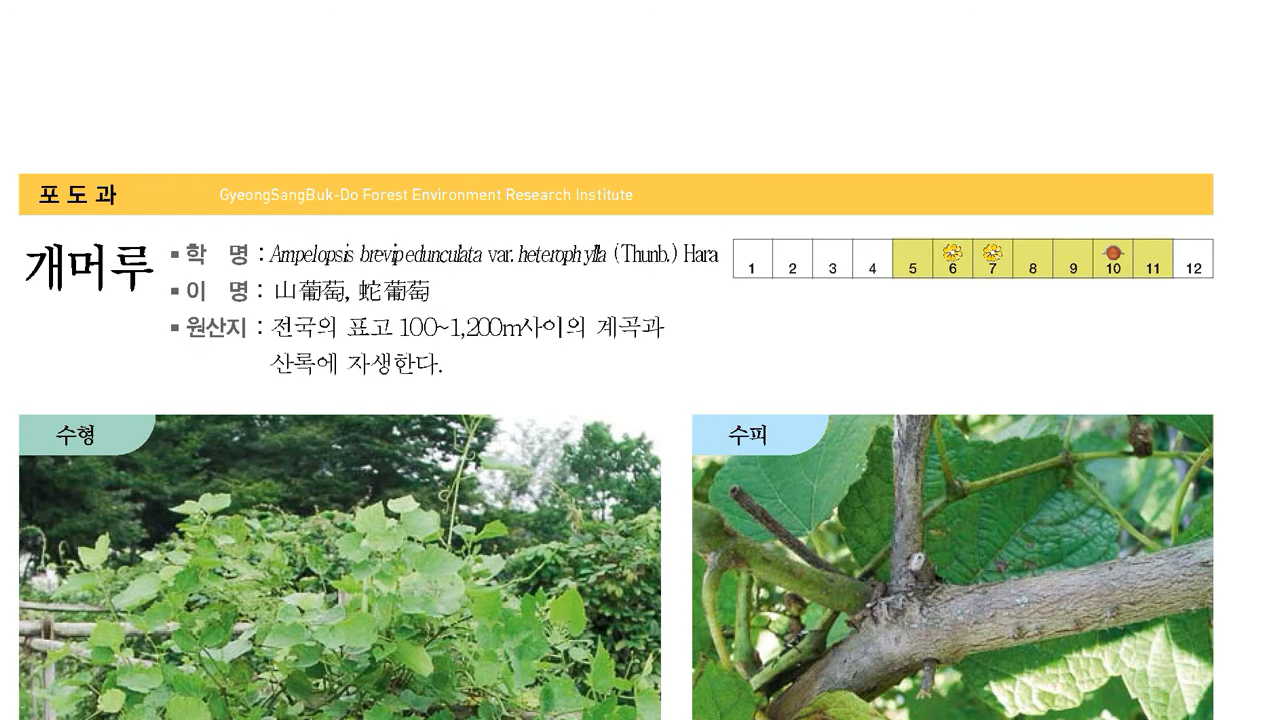 포도과 GyeongSangBuk-Do Forest Environment Research Institute
개머루
▪ 학 명 : Ampelopsis brevipedunculata var. heterophylla (Thunb.) Hara
1 2 3 4 5 6 7 8 9 10 11 12
▪ 이 명 : 山葡萄, 蛇葡萄
▪ 원산지 : 전국의 표고 100~1,200m사이의 계곡과
산록에 자생한다.
수형
수피